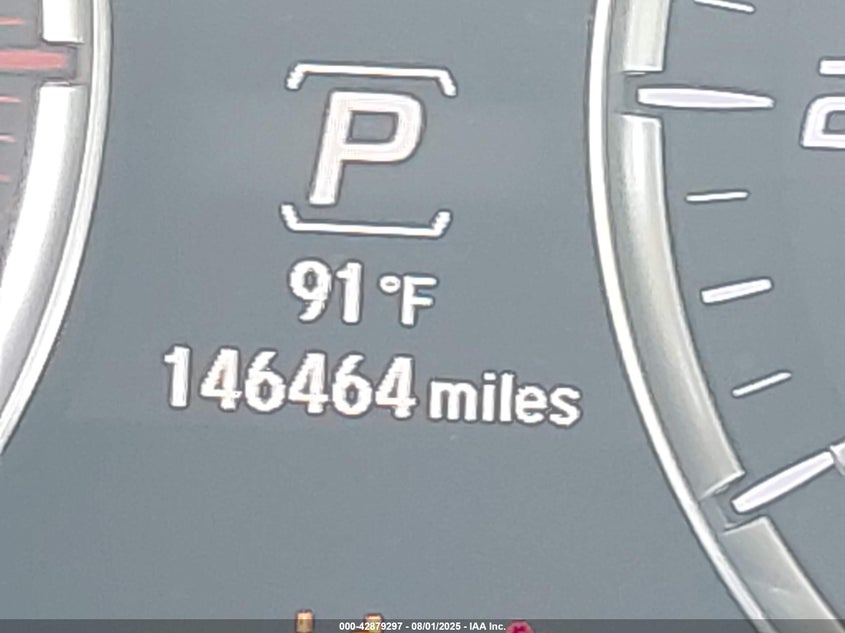 P
91°F
146464 miles
000-42879297 - 08/01/2025 - IAA Inc.